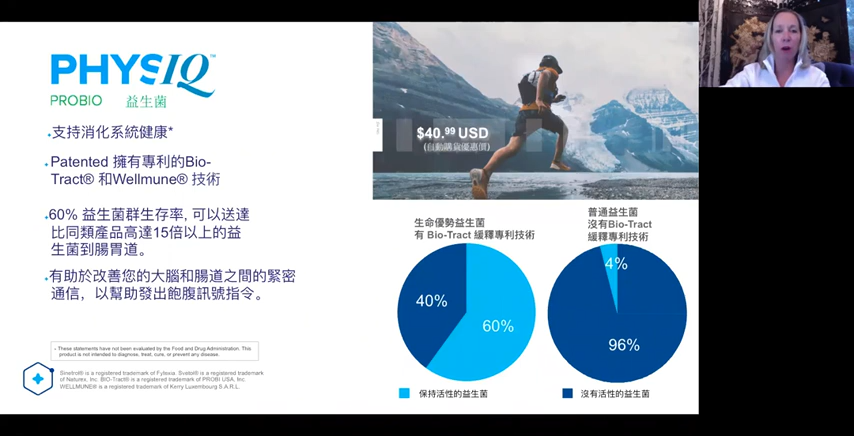 PHYSIQ™
PROBIO 益生菌
支持消化系統健康*
Patented 擁有專利的Bio-
Tract® 和Wellmune® 技術
60% 益生菌群生存率, 可以送達
比同類產品高達15倍以上的益
生菌到腸胃道。
有助於改善您的大腦和腸道之間的緊密
通信，以幫助發出飽腹訊號指令。
* These statements have not been evaluated by the Food and Drug Administration. This
product is not intended to diagnose, treat, cure, or prevent any disease.
Sinetrol® is a registered trademark of Fytexia. Svetol® is a registered trademark
of Naturex, Inc. BIO-Tract® is a registered trademark of PROBI USA, Inc.
WELLMUNE® is a registered trademark of Kerry Luxembourg S.A.R.L.
$40.99 USD
(自動購貨優惠價)
生命優勢益生菌
有 Bio-Tract 緩釋專利技術
40%
60%
普通益生菌
沒有Bio-Tract
緩釋專利技術
4%
96%
保持活性的益生菌
沒有活性的益生菌